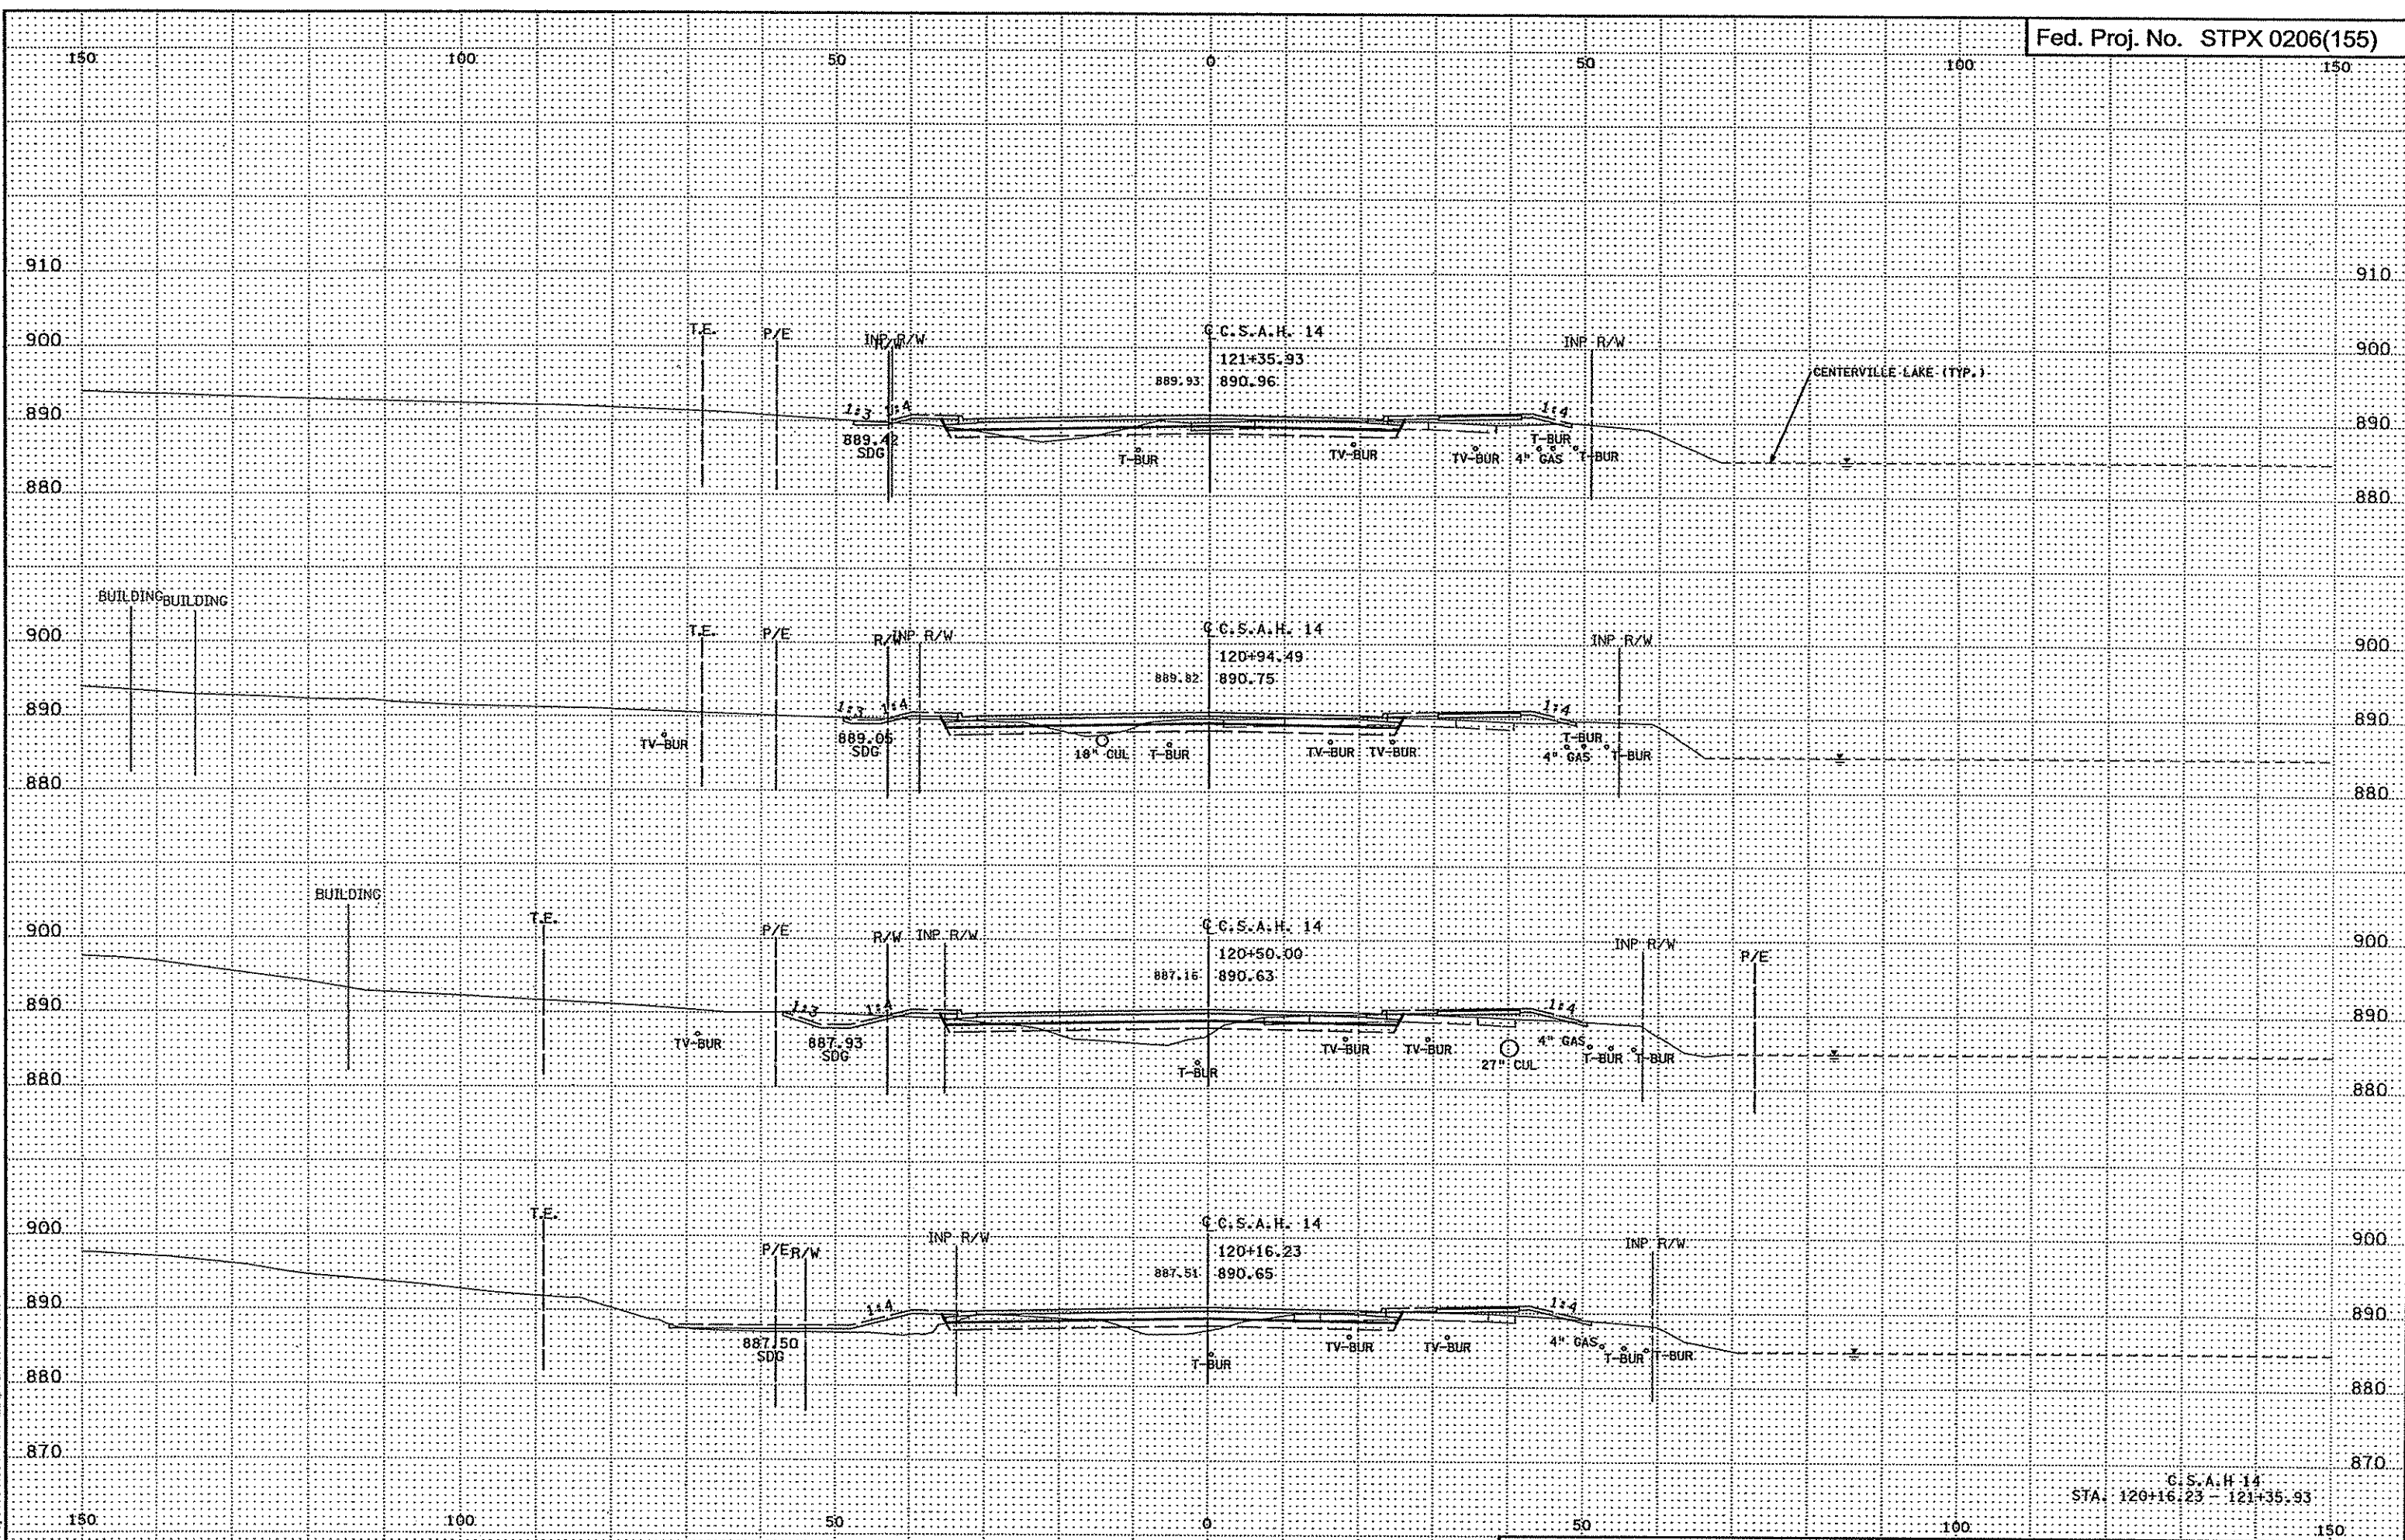 Fed. Proj. No. STPX 0206(155)
150 100 50 0 50 100 150
910 910
T.E. P/E INP R/W R/W ℄ C.S.A.H. 14 INP R/W
900 900
121+35.93
889.93 890.96
CENTERVILLE LAKE (TYP.)
890 1:3 1:4 1:4 890
889.42
SDG
T-BUR TV-BUR TV-BUR 4" GAS T-BUR T-BUR
880 880
BUILDING BUILDING
T.E. P/E R/W INP R/W ℄ C.S.A.H. 14 INP R/W
900 900
120+94.49
889.82 890.75
890 1:3 1:4 1:4 890
889.05
SDG
TV-BUR 18" CUL T-BUR TV-BUR TV-BUR 4" GAS T-BUR T-BUR
880 880
BUILDING
T.E. P/E R/W INP R/W ℄ C.S.A.H. 14 INP R/W P/E
900 900
120+50.00
887.16 890.63
890 1:3 1:4 1:4 890
887.93
SDG
TV-BUR T-BUR TV-BUR TV-BUR 27" CUL 4" GAS T-BUR T-BUR
880 880
T.E. P/E R/W INP R/W ℄ C.S.A.H. 14 INP R/W
900 900
120+16.23
887.51 890.65
890 1:4 1:4 890
887.50
SDG
T-BUR TV-BUR TV-BUR 4" GAS T-BUR T-BUR
880 880
870 870
C.S.A.H 14
STA. 120+16.23 - 121+35.93
150 100 50 0 50 100 150